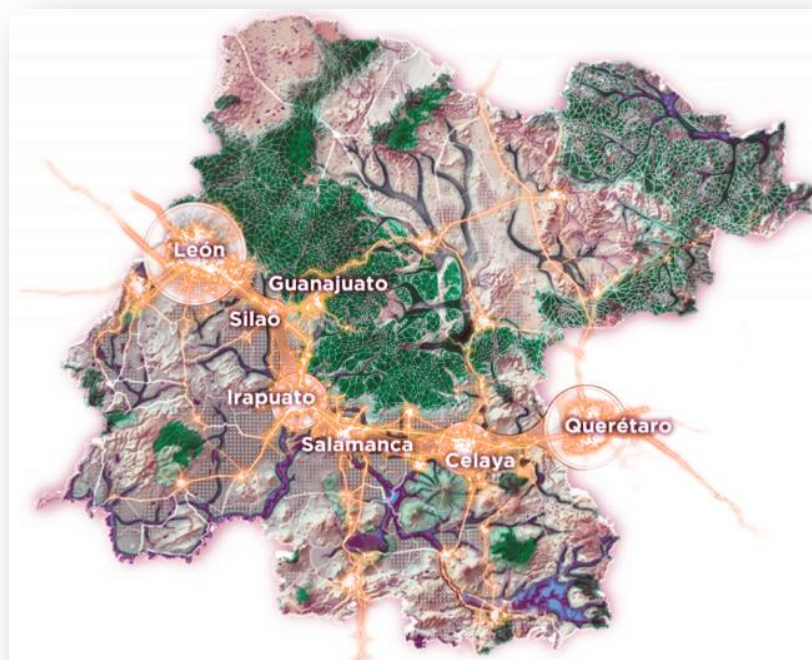 León
Guanajuato
Silao
Irapuato
Salamanca
Celaya
Querétaro